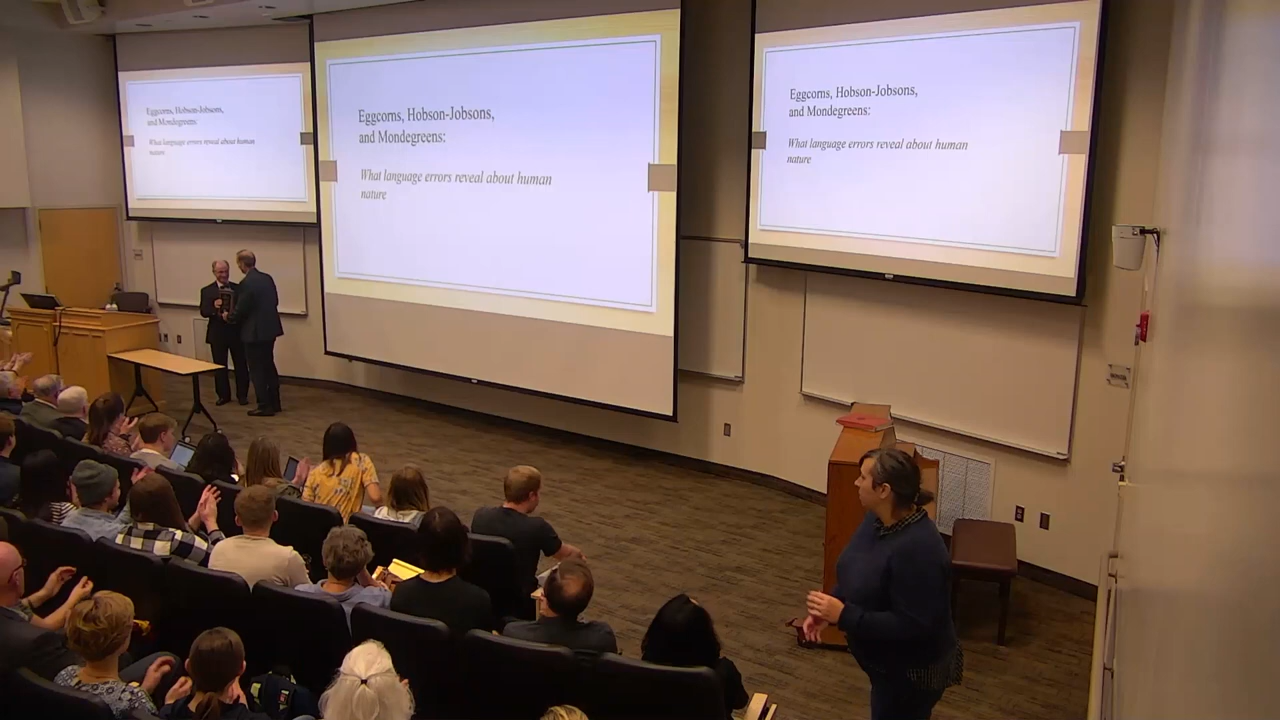 Eggcorns, Hobson-Jobsons,
and Mondegreens:
What language errors reveal about human
nature
Eggcorns, Hobson-Jobsons,
and Mondegreens:
What language errors reveal about human
nature
Eggcorns, Hobson-Jobsons,
and Mondegreens:
What language errors reveal about human
nature